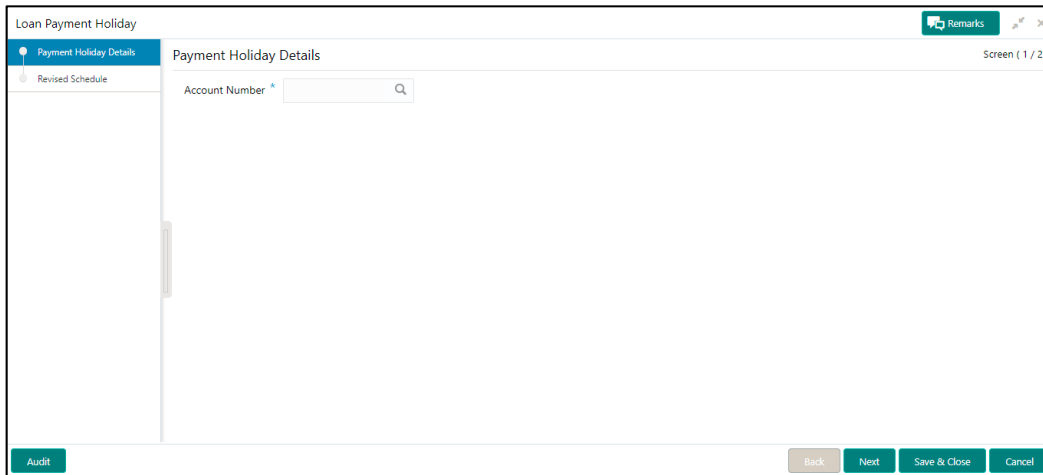 Loan Payment Holiday
Remarks
Payment Holiday Details
Revised Schedule
Payment Holiday Details
Screen ( 1 / 2
Account Number *
Audit
Back
Next
Save & Close
Cancel